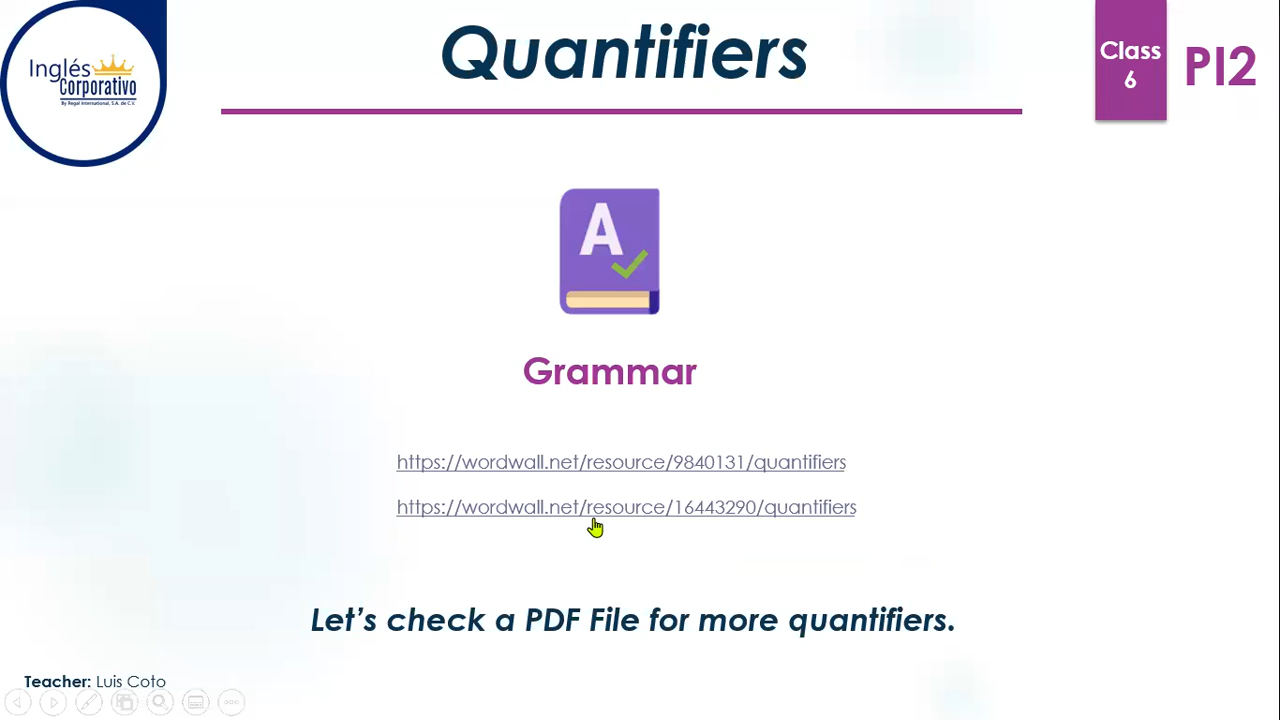 Quantifiers
Class
6
PI2
Inglés
Corporativo
By Regal International, S.A. de C.V.
A
Grammar
https://wordwall.net/resource/9840131/quantifiers
https://wordwall.net/resource/16443290/quantifiers
Let's check a PDF File for more quantifiers.
Teacher: Luis Coto